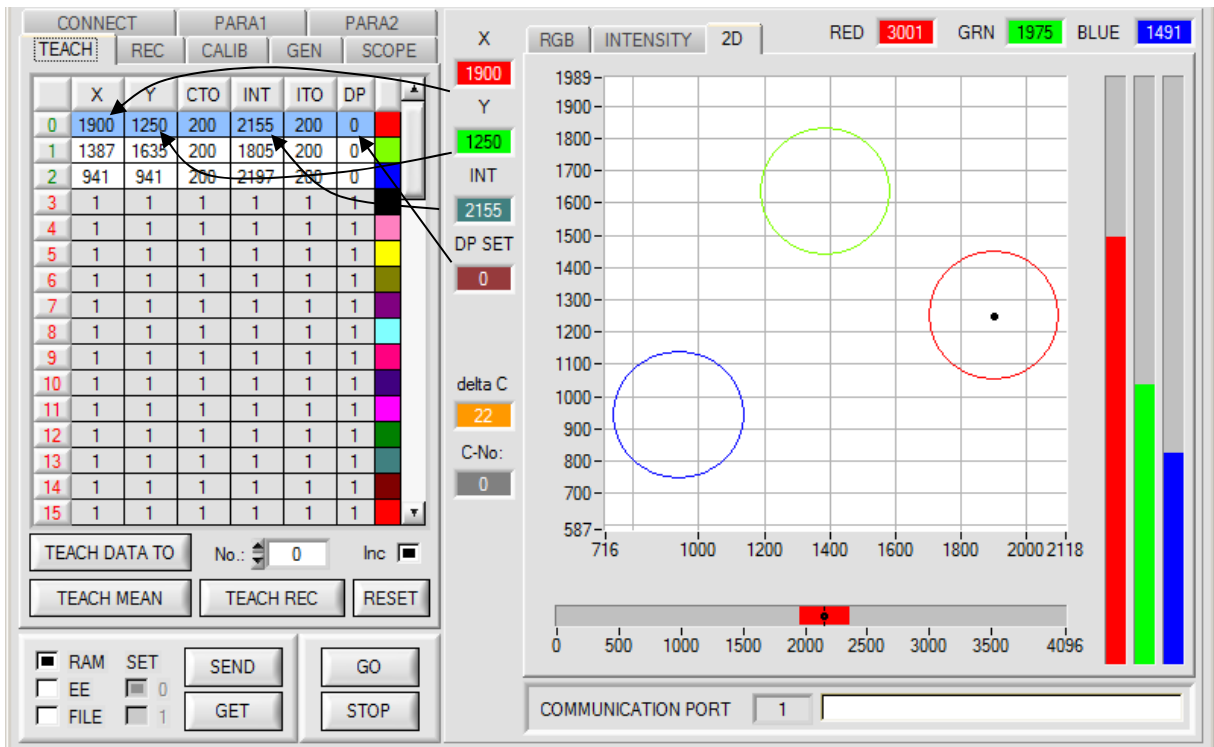 CONNECT PARA1 PARA2
TEACH REC CALIB GEN SCOPE
X Y CTO INT ITO DP
0 1900 1250 200 2155 200 0
1 1387 1635 200 1805 200 0
2 941 941 200 2197 200 0
3 1 1 1 1 1 1
4 1 1 1 1 1 1
5 1 1 1 1 1 1
6 1 1 1 1 1 1
7 1 1 1 1 1 1
8 1 1 1 1 1 1
9 1 1 1 1 1 1
10 1 1 1 1 1 1
11 1 1 1 1 1 1
12 1 1 1 1 1 1
13 1 1 1 1 1 1
14 1 1 1 1 1 1
15 1 1 1 1 1 1
TEACH DATA TO No.: 0 Inc
TEACH MEAN TEACH REC RESET
RAM SET SEND GO
EE 0
FILE 1 GET STOP
X
1900
Y
1250
INT
2155
DP SET
0
delta C
22
C-No:
0
RGB INTENSITY 2D RED 3001 GRN 1975 BLUE 1491
1989
1900
1800
1700
1600
1500
1400
1300
1200
1100
1000
900
800
700
587
716 1000 1200 1400 1600 1800 2000 2118
0 500 1000 1500 2000 2500 3000 3500 4096
COMMUNICATION PORT 1